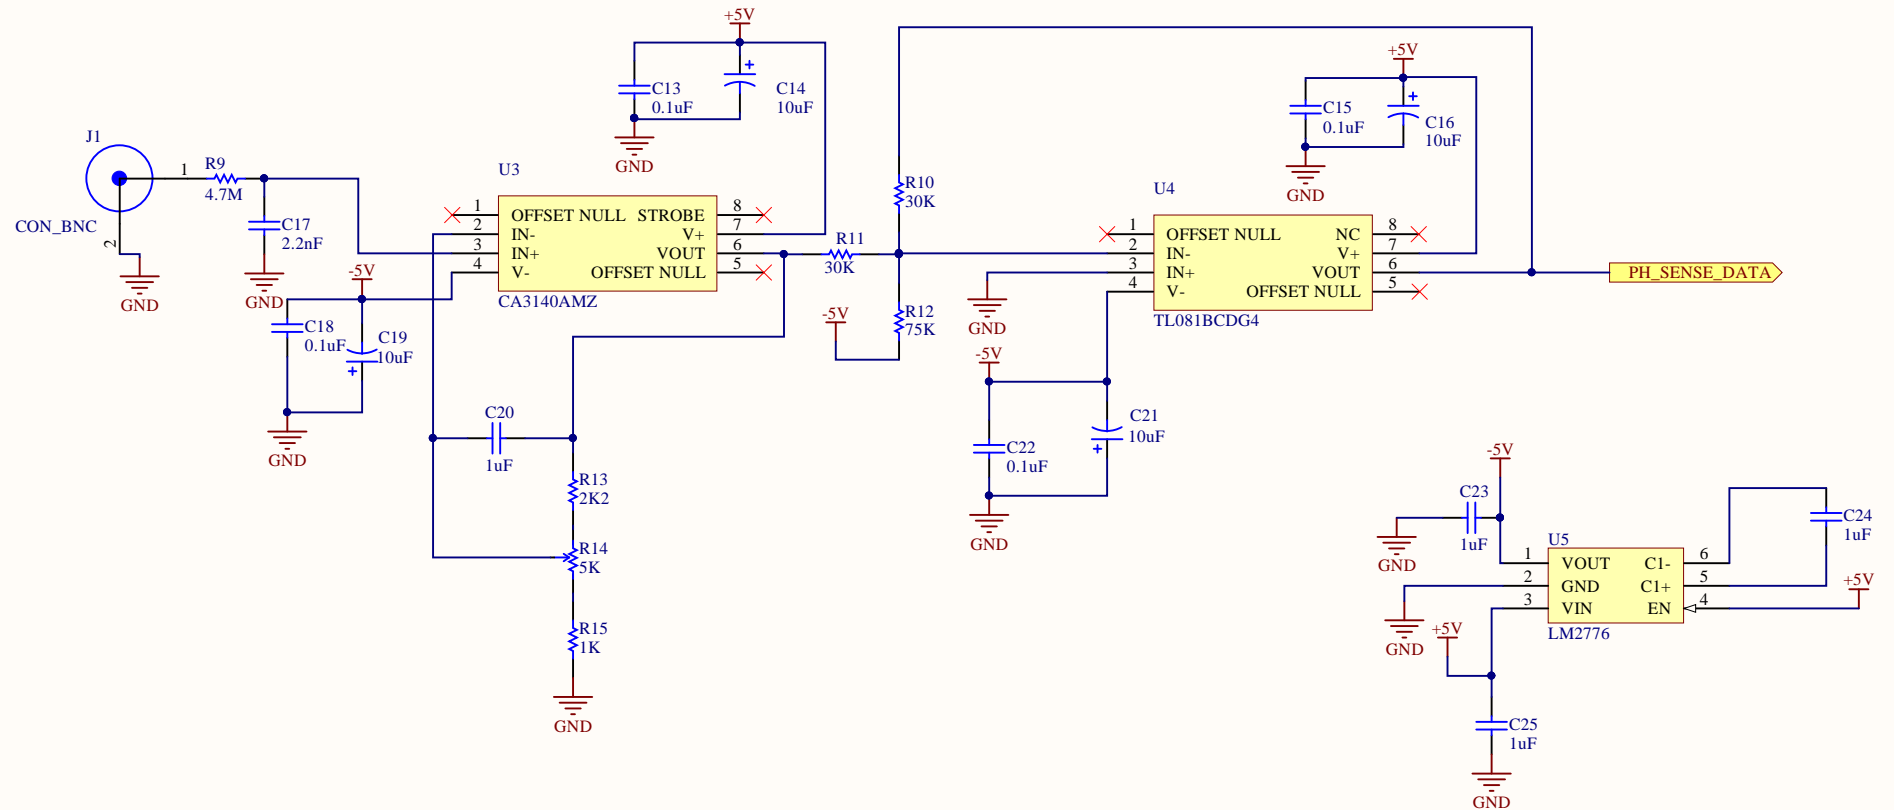 J1
CON_BNC
1
2
GND
R9
4.7M
C17
2.2nF
GND
-5V
C18
0.1uF
C19
10uF
GND
+5V
C13
0.1uF
C14
10uF
GND
U3
1 OFFSET NULL STROBE 8
2 IN- V+ 7
3 IN+ VOUT 6
4 V- OFFSET NULL 5
CA3140AMZ
C20
1uF
R13
2K2
R14
5K
R15
1K
GND
R11
30K
R10
30K
R12
75K
-5V
+5V
C15
0.1uF
C16
10uF
GND
U4
1 OFFSET NULL NC 8
2 IN- V+ 7
3 IN+ VOUT 6
4 V- OFFSET NULL 5
TL081BCDG4
GND
-5V
C22
0.1uF
C21
10uF
GND
PH_SENSE_DATA
-5V
C23
1uF
GND
U5
1 VOUT C1- 6
2 GND C1+ 5
3 VIN EN 4
LM2776
C24
1uF
+5V
GND
+5V
C25
1uF
GND